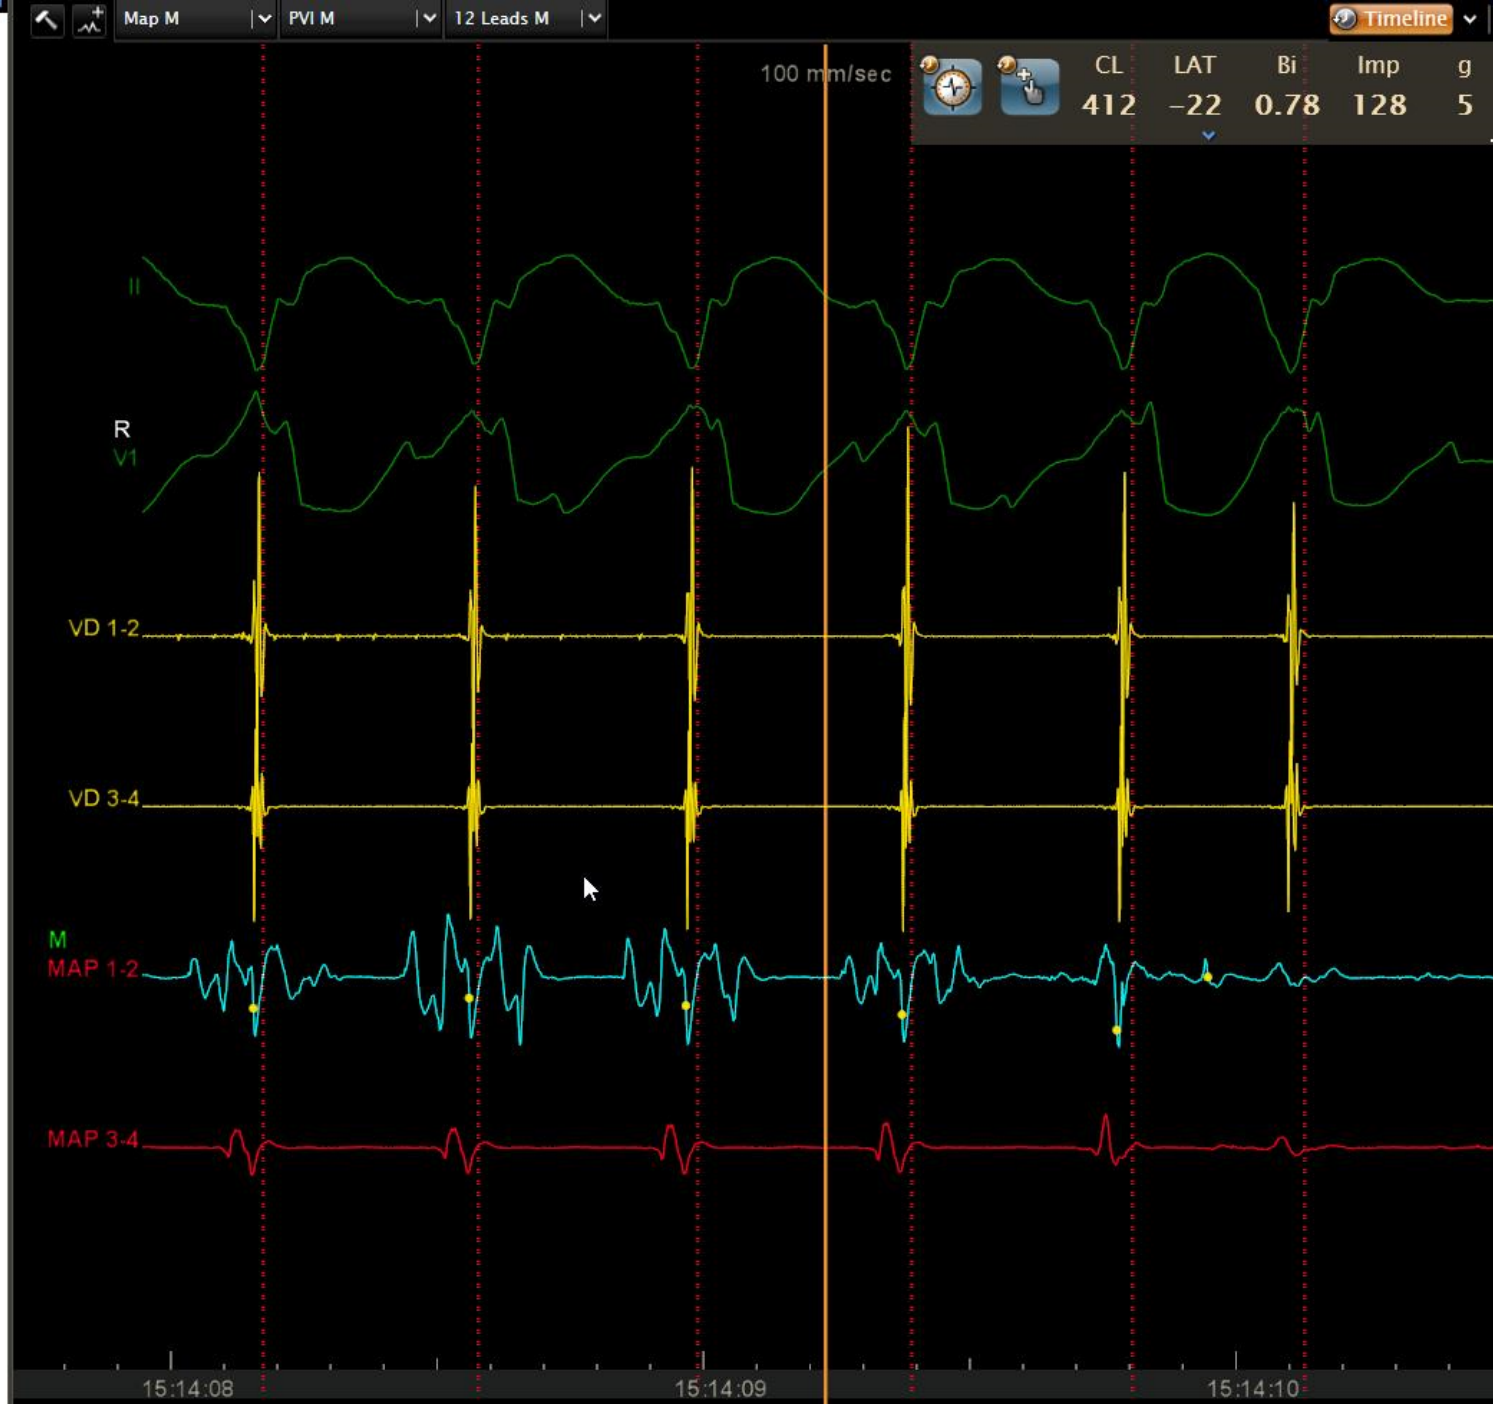 Map M PVI M 12 Leads M Timeline
100 mm/sec
CL LAT Bi Imp g
412 −22 0.78 128 5
II
R
V1
VD 1-2
VD 3-4
M
MAP 1-2
MAP 3-4
15:14:08 15:14:09 15:14:10